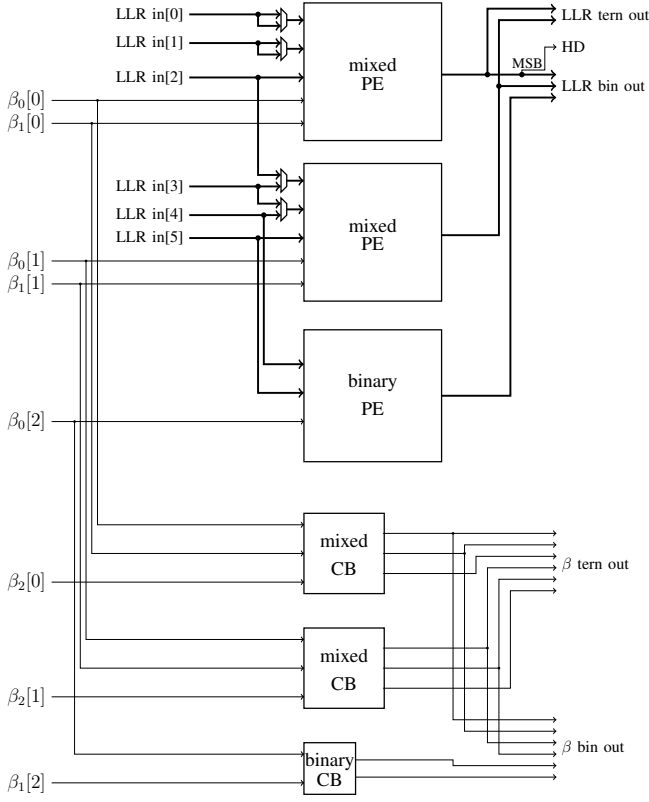 LLR in[0]
LLR tern out
LLR in[1]
HD
MSB
mixed
PE
LLR in[2]
LLR bin out
β₀[0]
β₁[0]
LLR in[3]
LLR in[4]
mixed
PE
LLR in[5]
β₀[1]
β₁[1]
binary
PE
β₀[2]
mixed
CB
β tern out
β₂[0]
mixed
CB
β₂[1]
β bin out
binary
CB
β₁[2]